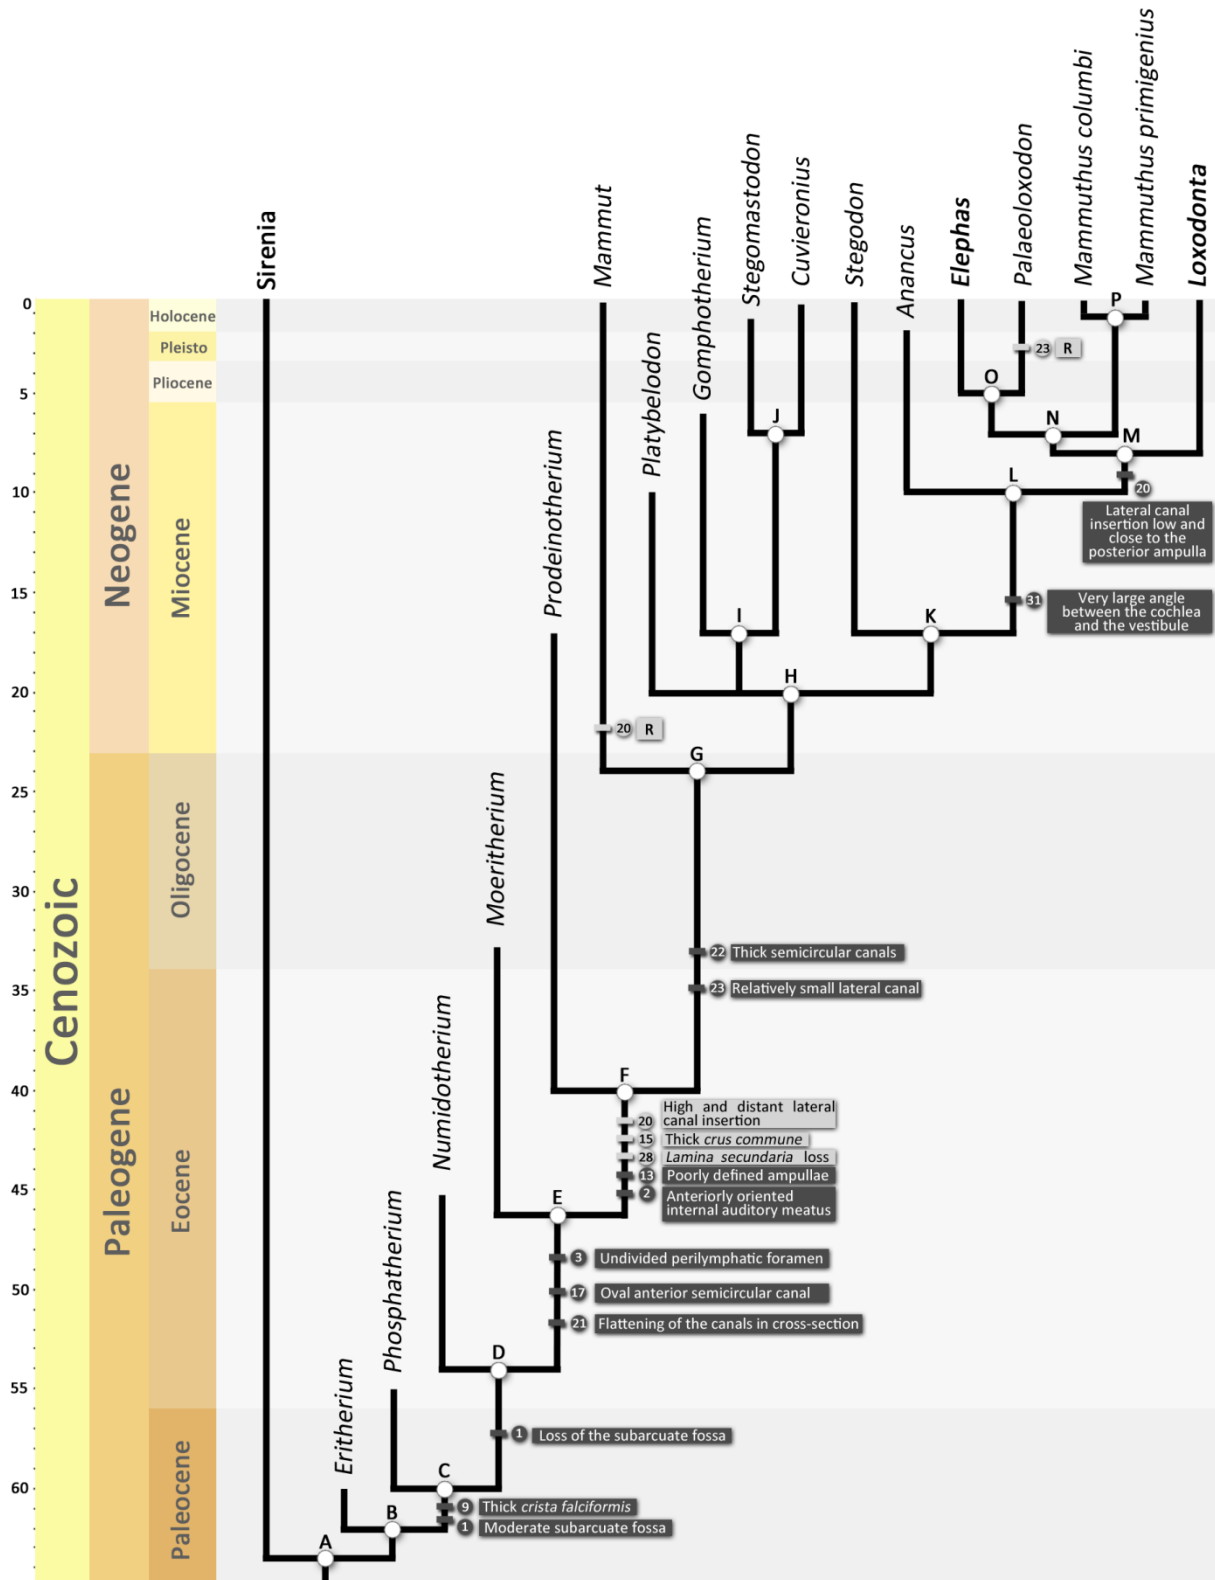 Mammuthus columbi
Mammuthus primigenius
Palaeoloxodon
Elephas
Loxodonta
Stegomastodon
Cuvieronius
Stegodon
Ananous
Sirenia
Mammut
Gomphotherium
Platybelodon
Prodeinotherium
Moeritherium
Numidotherium
Phosphatherium
Eritherium
Cenozoic
Neogene
Paleogene
Holocene
Pleisto
Pliocene
Miocene
Oligocene
Eocene
Paleocene
0
5
10
15
20
25
30
35
40
45
50
55
60
P
23 R
O
N
M
J
L
20
Lateral canal
insertion low and
close to the
posterior ampulla
31
Very large angle
between the cochlea
and the vestibule
I
K
H
20 R
G
22 Thick semicircular canals
23 Relatively small lateral canal
F
20 High and distant lateral
canal insertion
15 Thick crus commune
28 Lamina secundaria loss
13 Poorly defined ampullae
2 Anteriorly oriented
internal auditory meatus
E
3 Undivided perilymphatic foramen
17 Oval anterior semicircular canal
21 Flattening of the canals in cross-section
D
1 Loss of the subarcuate fossa
C
9 Thick crista falciformis
1 Moderate subarcuate fossa
B
A